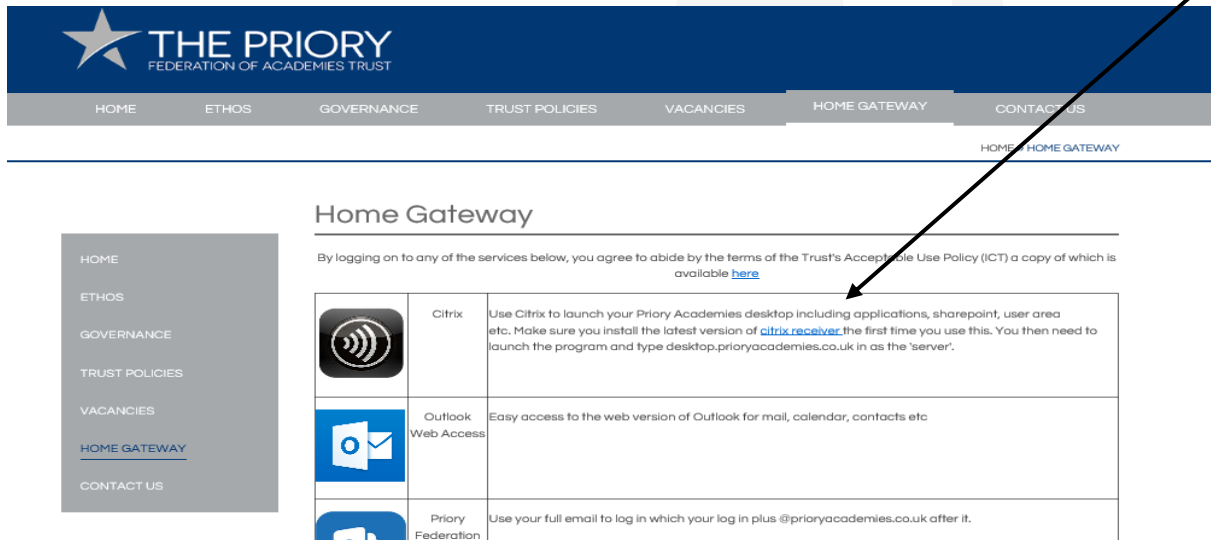 THE PRIORY
FEDERATION OF ACADEMIES TRUST
HOME ETHOS GOVERNANCE TRUST POLICIES VACANCIES HOME GATEWAY CONTACT US
HOME » HOME GATEWAY
Home Gateway
HOME
ETHOS
GOVERNANCE
TRUST POLICIES
VACANCIES
HOME GATEWAY
CONTACT US
By logging on to any of the services below, you agree to abide by the terms of the Trust's Acceptable Use Policy (ICT) a copy of which is
available here
Citrix
Use Citrix to launch your Priory Academies desktop including applications, sharepoint, user area
etc. Make sure you install the latest version of citrix receiver the first time you use this. You then need to
launch the program and type desktop.prioryacademies.co.uk in as the 'server'.
Outlook
Web Access
Easy access to the web version of Outlook for mail, calendar, contacts etc
Priory
Federation
Use your full email to log in which your log in plus @prioryacademies.co.uk after it.